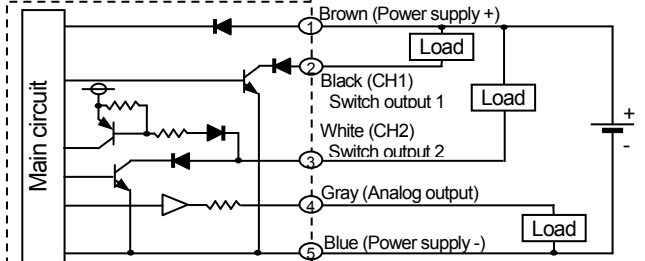 Main circuit
1 Brown (Power supply +)
Load
2
Black (CH1)
Switch output 1
Load
White (CH2)
3 Switch output 2
+
-
Gray (Analog output)
4
Load
5 Blue (Power supply -)